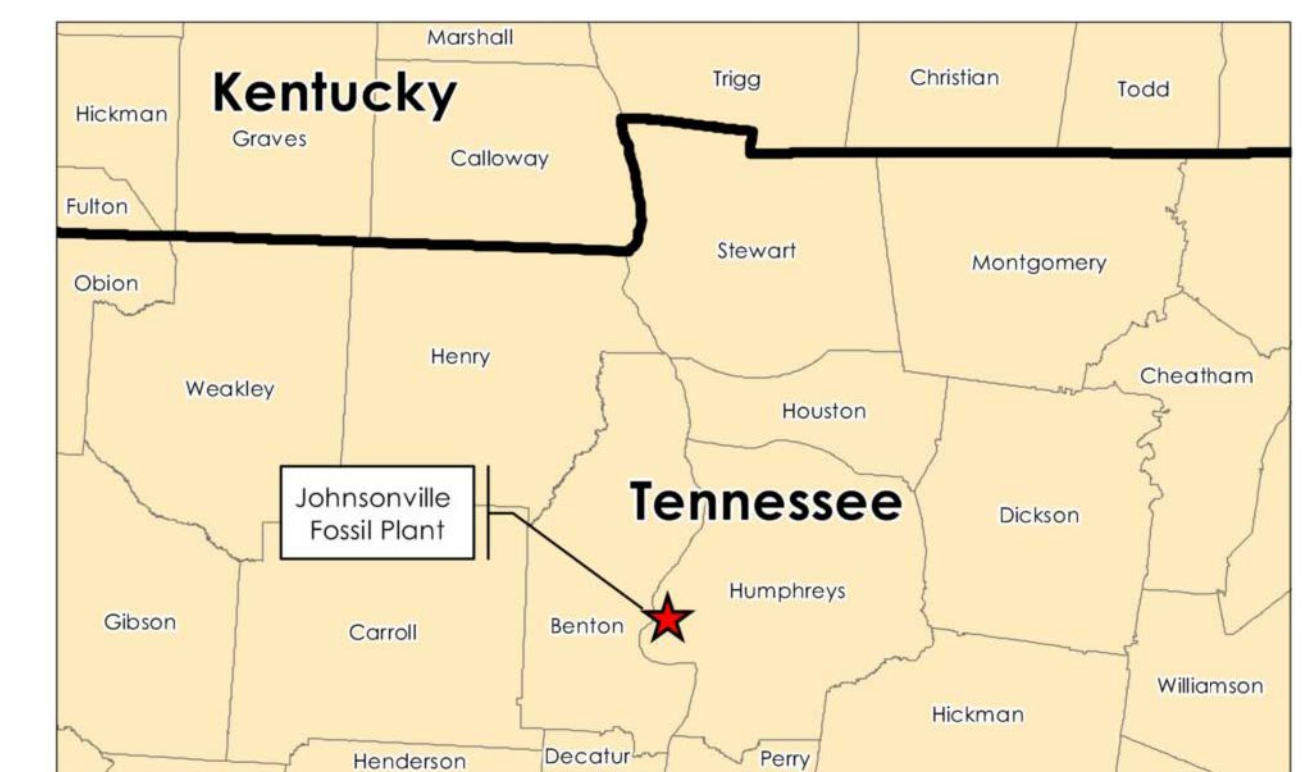 Marshall
Kentucky
Trigg
Christian
Todd
Hickman
Graves
Calloway
Fulton
Stewart
Montgomery
Obion
Henry
Cheatham
Weakley
Houston
Johnsonville
Fossil Plant
Tennessee
Dickson
Humphreys
Gibson
Carroll
Benton
Williamson
Hickman
Henderson
Decatur
Perry